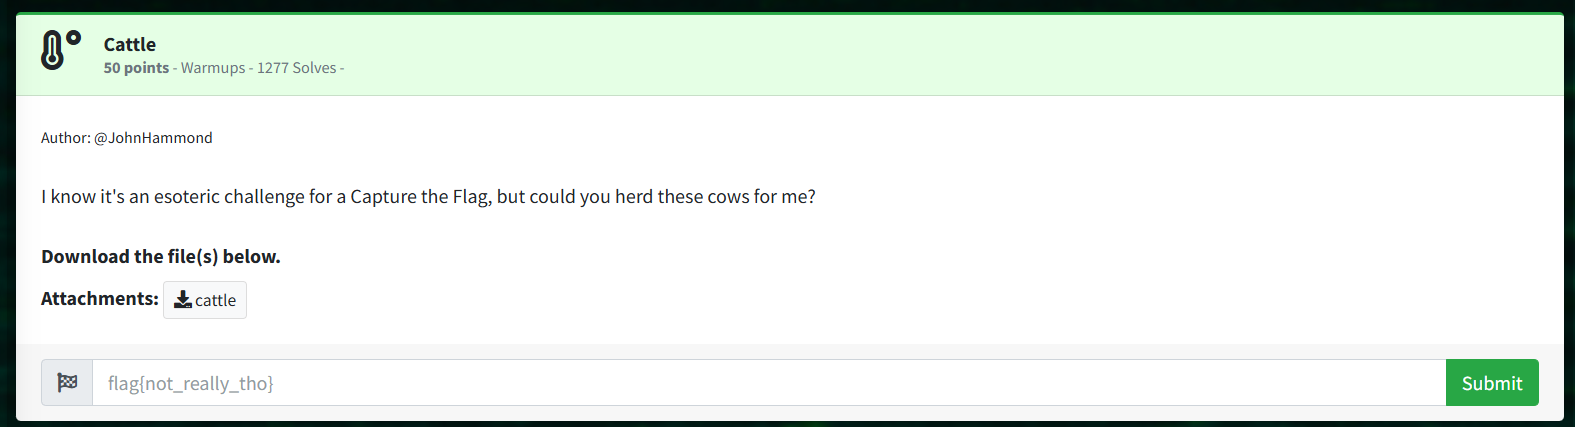 Cattle
50 points - Warmups - 1277 Solves -
Author: @JohnHammond
I know it's an esoteric challenge for a Capture the Flag, but could you herd these cows for me?
Download the file(s) below.
Attachments: cattle
flag{not_really_tho} Submit